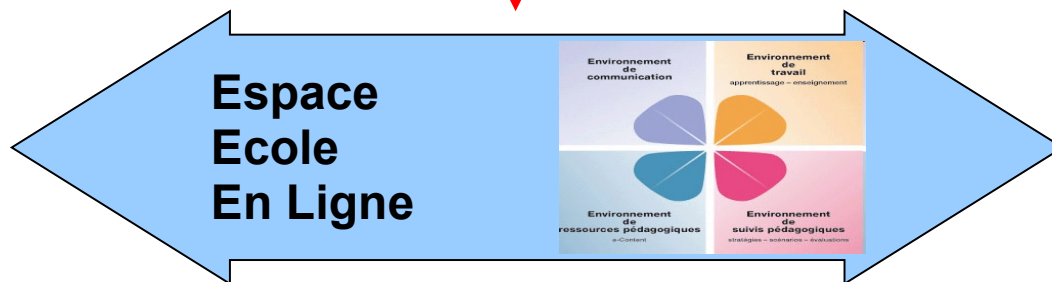 Espace
Ecole
En Ligne
Environnement
de
communication
Environnement
de
travail
apprentissage – enseignement
Environnement
de
ressources pédagogiques
e-Content
Environnement
de
suivis pédagogiques
stratégies – scénarios – évaluations